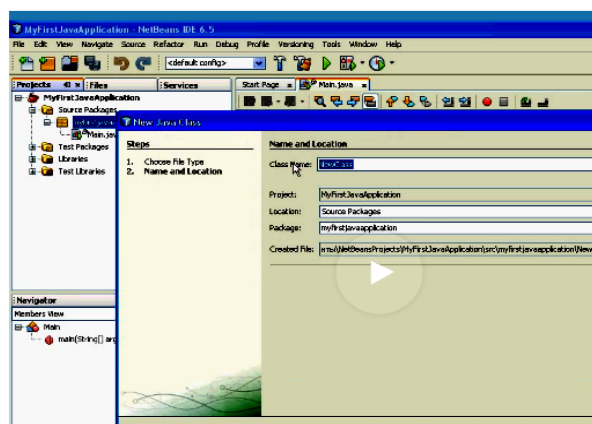 MyFirstJavaApplication - NetBeans IDE 6.5
File Edit View Navigate Source Refactor Run Debug Profile Versioning Tools Window Help
<default config>
Projects Files Services Start Page Main.java
MyFirstJavaApplication
Source Packages
Main.jav
Test Packages
Libraries
Test Libraries
New Java Class
Steps
1. Choose File Type
2. Name and Location
Name and Location
Class Name: NewClass
Project: MyFirstJavaApplication
Location: Source Packages
Package: myfirstjavaapplication
Created File: нты\NetBeansProjects\MyFirstJavaApplication\src\myfirstjavaapplication\New
Navigator
Members View
Main
main(String[] arg